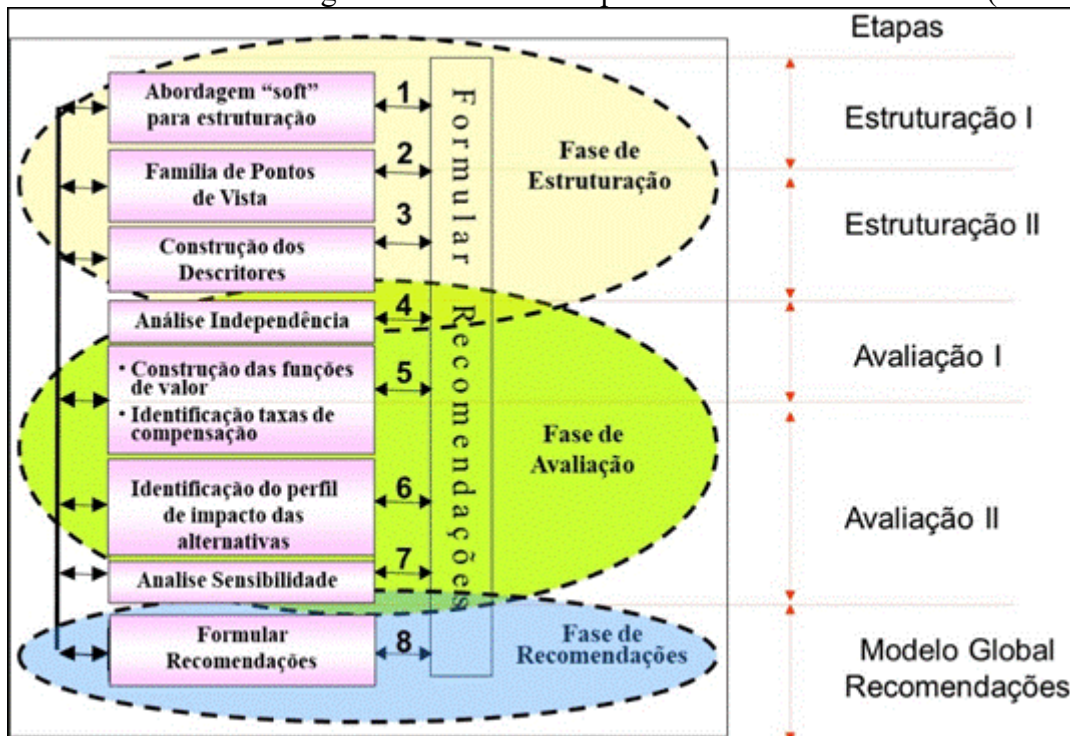 Etapas
Abordagem “soft”
para estruturação
1
Família de Pontos
de Vista
2
Construção dos
Descritores
3
Análise Independência
4
• Construção das funções
de valor
• Identificação taxas de
compensação
5
Identificação do perfil
de impacto das
alternativas
6
Analise Sensibilidade
7
Formular
Recomendações
8
Formular Recomendações
Fase de
Estruturação
Fase de
Avaliação
Fase de
Recomendações
Estruturação I
Estruturação II
Avaliação I
Avaliação II
Modelo Global
Recomendações